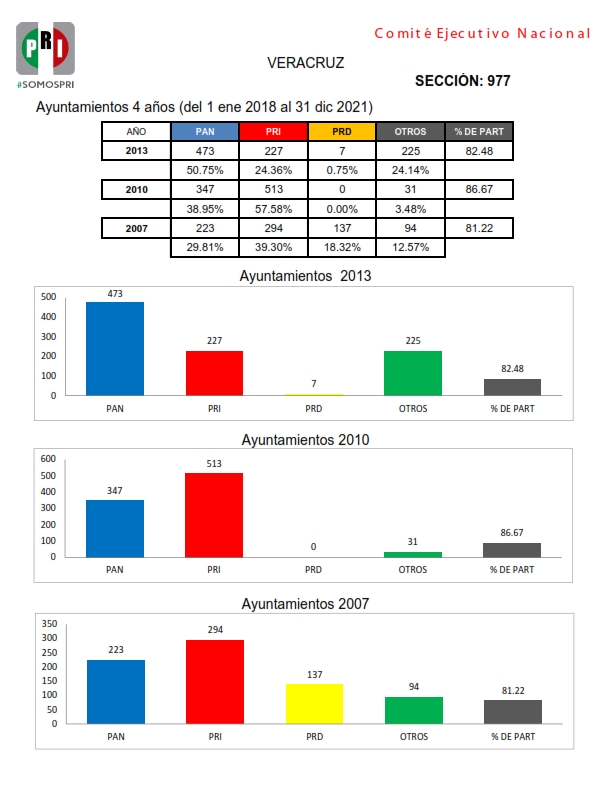 Comité Ejecutivo Nacional
PRI
#SOMOSPRI
VERACRUZ
SECCIÓN: 977
Ayuntamientos 4 años (del 1 ene 2018 al 31 dic 2021)
AÑO PAN PRI PRD OTROS % DE PART
2013 473 227 7 225 82.48
50.75% 24.36% 0.75% 24.14%
2010 347 513 0 31 86.67
38.95% 57.58% 0.00% 3.48%
2007 223 294 137 94 81.22
29.81% 39.30% 18.32% 12.57%
Ayuntamientos 2013
500
400
300
200
100
0
473
227
7
225
82.48
PAN PRI PRD OTROS % DE PART
Ayuntamientos 2010
600
500
400
300
200
100
0
347
513
0
31
86.67
PAN PRI PRD OTROS % DE PART
Ayuntamientos 2007
350
300
250
200
150
100
50
0
223
294
137
94
81.22
PAN PRI PRD OTROS % DE PART